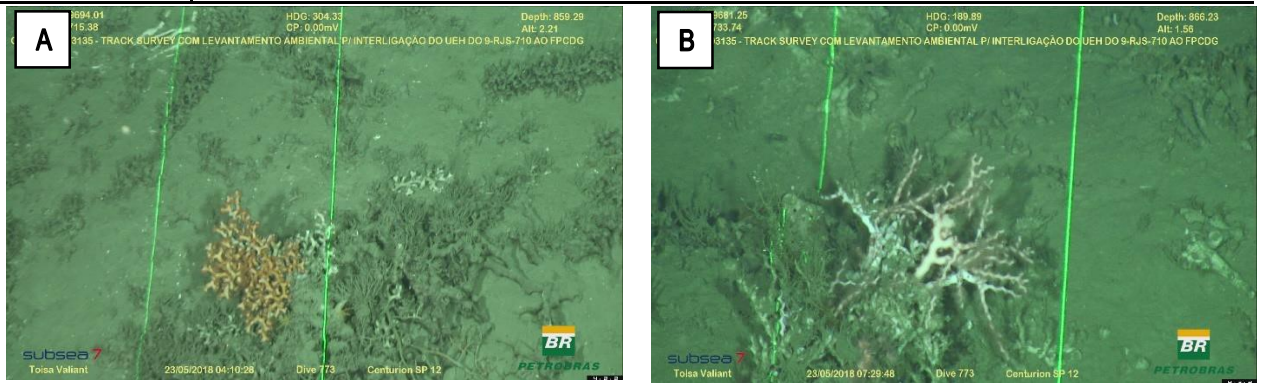 A
9694.01
HDG: 304.33
Depth: 859.29
715.38
CP: 0.00mV
Alt: 2.21
3135 - TRACK SURVEY COM LEVANTAMENTO AMBIENTAL P/ INTERLIGAÇÃO DO UEH DO 9-RJS-710 AO FPCDG
subsea 7
BR
PETROBRAS
Toisa Valiant
23/05/2018 04:10:28
Dive 773
Centurion SP 12
B
9681.25
HDG: 189.89
Depth: 866.23
733.74
CP: 0.00mV
Alt: 1.56
3135 - TRACK SURVEY COM LEVANTAMENTO AMBIENTAL P/ INTERLIGAÇÃO DO UEH DO 9-RJS-710 AO FPCDG
subsea 7
BR
PETROBRAS
Toisa Valiant
23/05/2018 07:29:48
Dive 773
Centurion SP 12